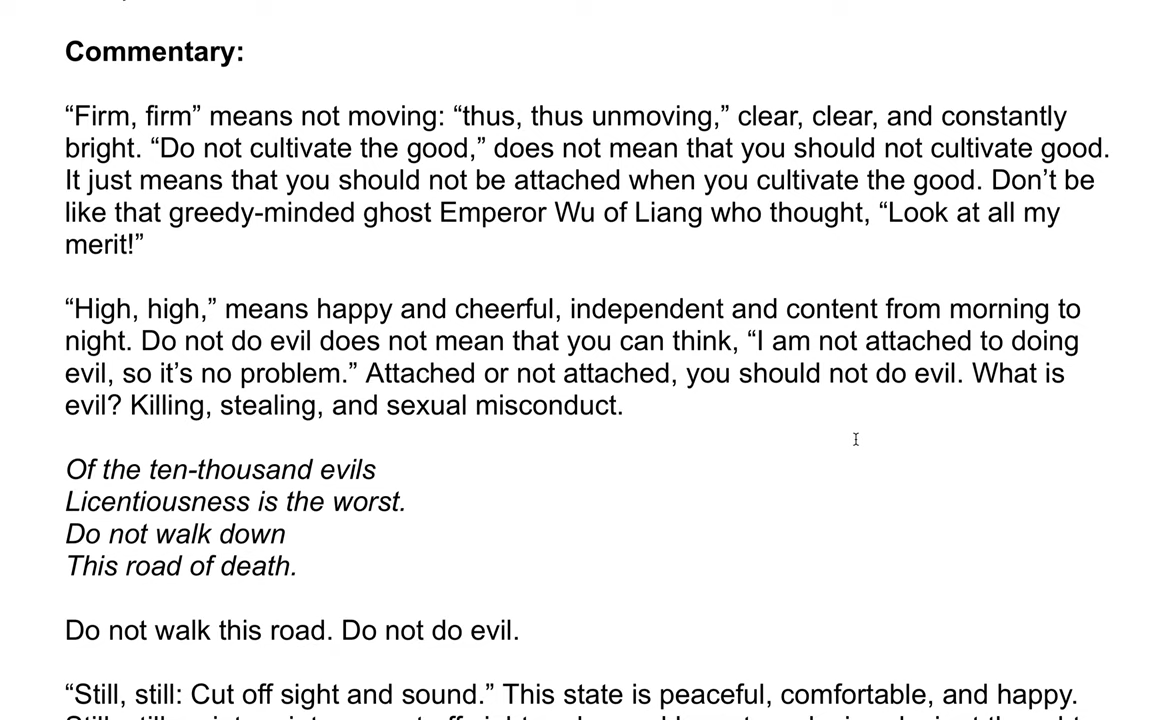 Commentary:
“Firm, firm” means not moving: “thus, thus unmoving,” clear, clear, and constantly
bright. “Do not cultivate the good,” does not mean that you should not cultivate good.
It just means that you should not be attached when you cultivate the good. Don’t be
like that greedy-minded ghost Emperor Wu of Liang who thought, “Look at all my
merit!”
“High, high,” means happy and cheerful, independent and content from morning to
night. Do not do evil does not mean that you can think, “I am not attached to doing
evil, so it’s no problem.” Attached or not attached, you should not do evil. What is
evil? Killing, stealing, and sexual misconduct.
Of the ten-thousand evils
Licentiousness is the worst.
Do not walk down
This road of death.
Do not walk this road. Do not do evil.
“Still, still: Cut off sight and sound.” This state is peaceful, comfortable, and happy.